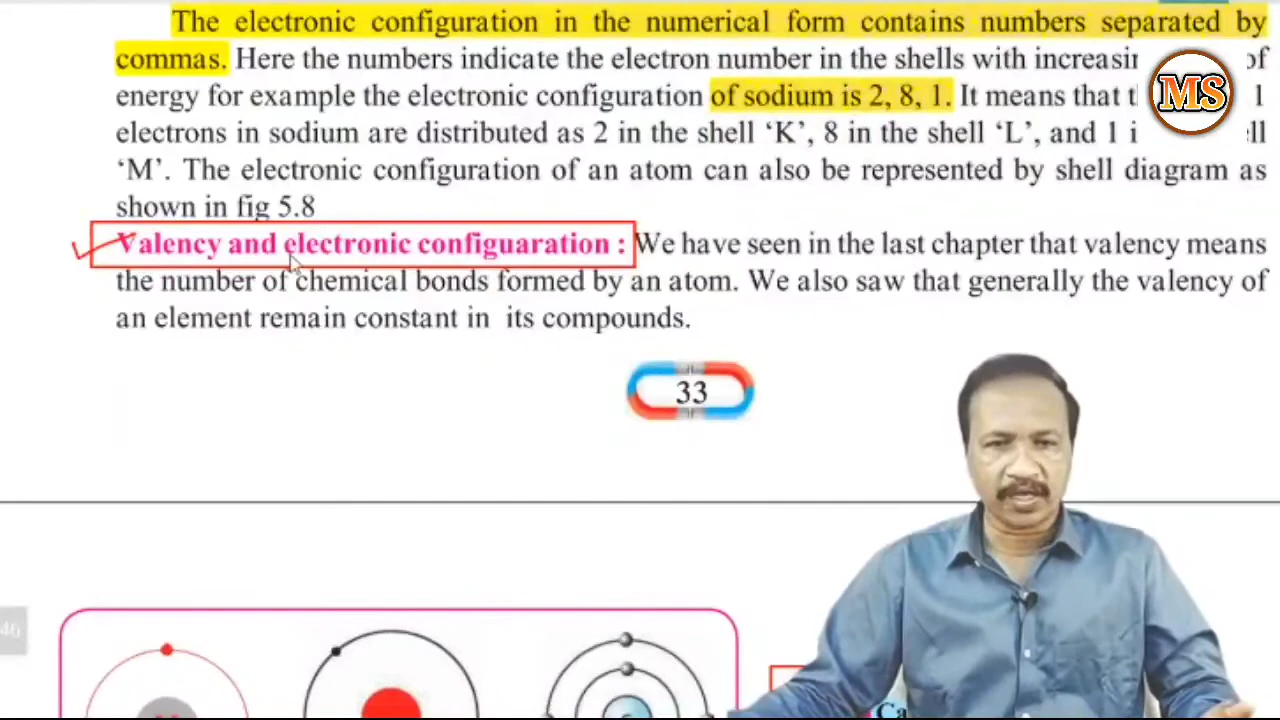 The electronic configuration in the numerical form contains numbers separated by
commas. Here the numbers indicate the electron number in the shells with of
energy for example the electronic configuration of sodium is 2, 8, 1. It means that
electrons in sodium are distributed as 2 in the shell ‘K’, 8 in the shell ‘L’, and 1
‘M’. The electronic configuration of an atom can also be represented by shell diagram as
shown in fig 5.8
Valency and electronic configuaration : We have seen in the last chapter that valency means
the number of chemical bonds formed by an atom. We also saw that generally the valency of
an element remain constant in its compounds.
33
46
MS